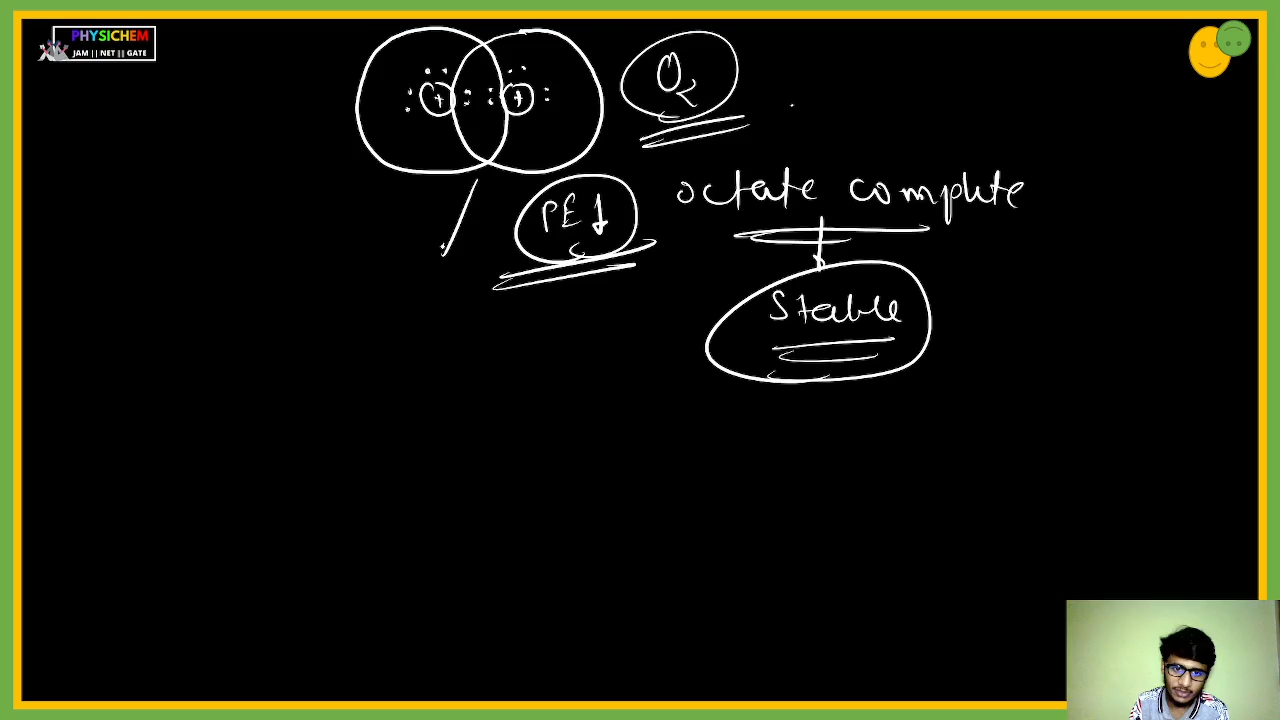 PHYSICHEM
JAM || NET || GATE
+ +
O2
octate complete
PE↓
Stable